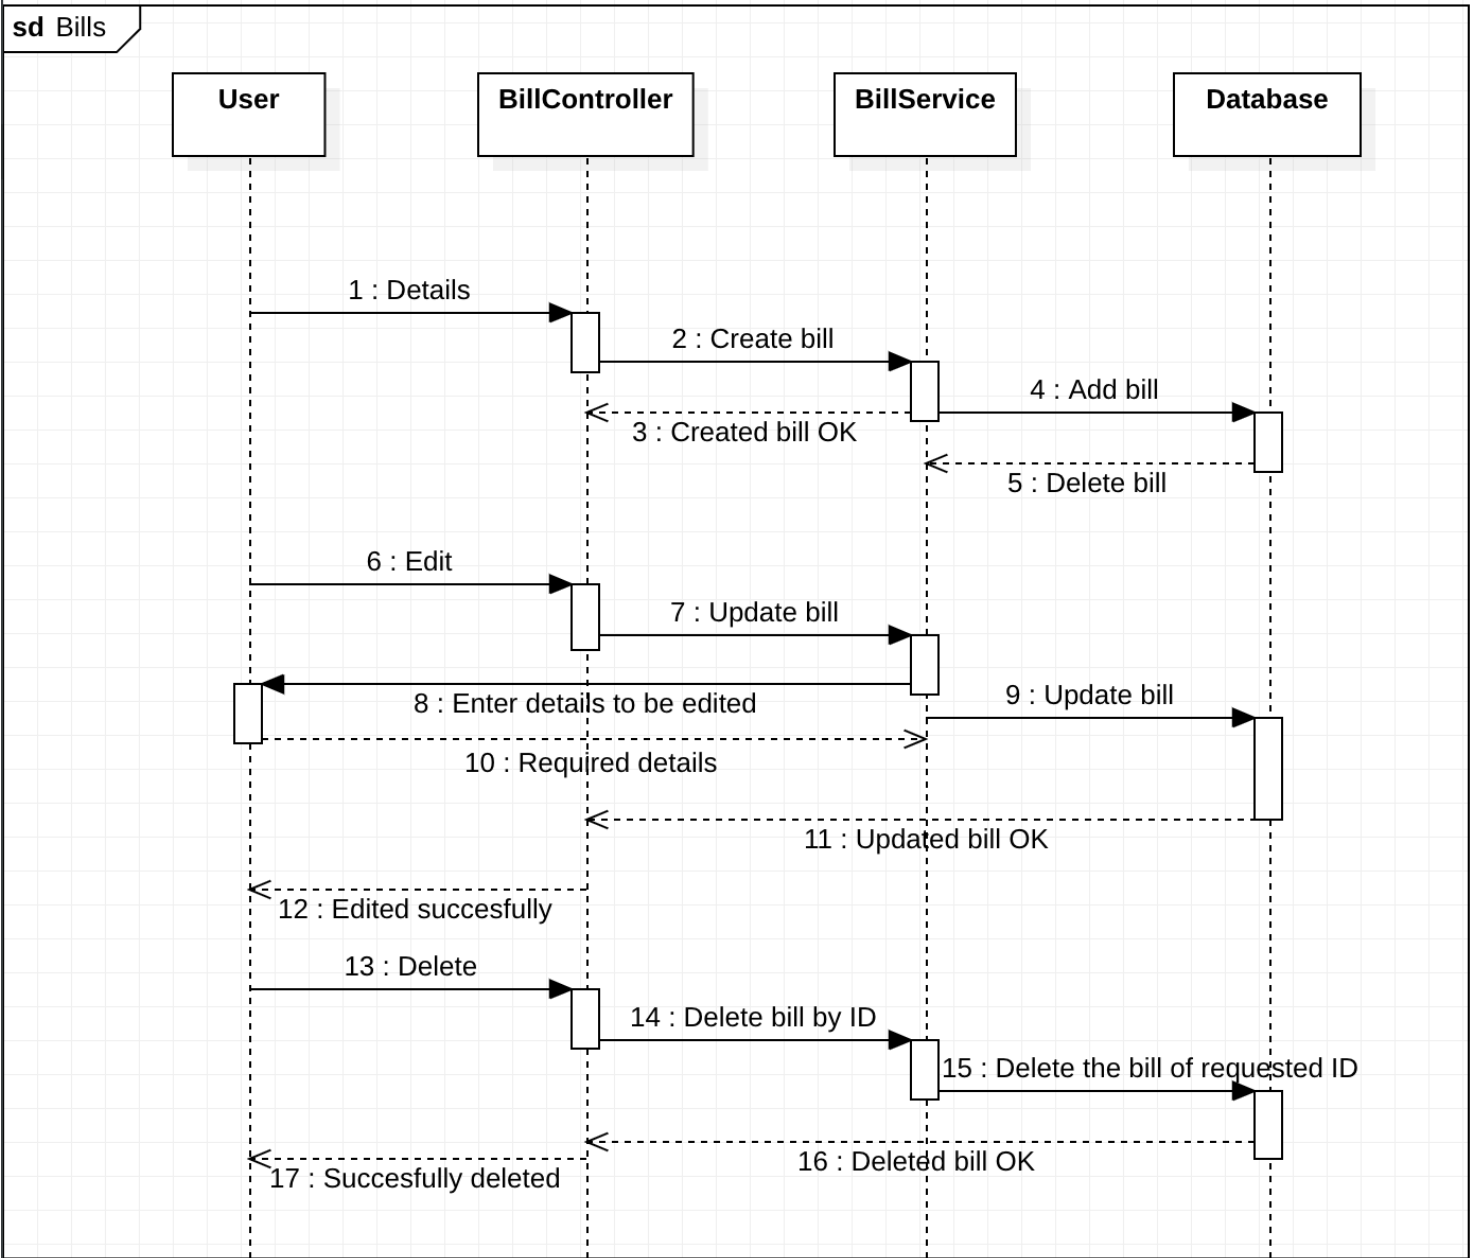 sd Bills
User
BillController
BillService
Database
1 : Details
2 : Create bill
4 : Add bill
3 : Created bill OK
5 : Delete bill
6 : Edit
7 : Update bill
8 : Enter details to be edited
9 : Update bill
10 : Required details
11 : Updated bill OK
12 : Edited succesfully
13 : Delete
14 : Delete bill by ID
15 : Delete the bill of requested ID
16 : Deleted bill OK
17 : Succesfully deleted